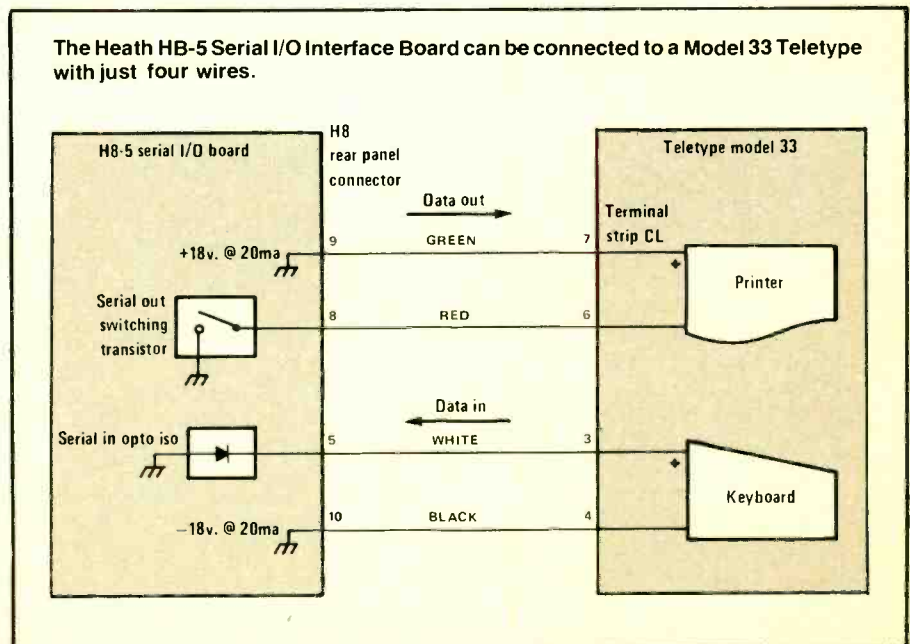 The Heath HB-5 Serial I/O Interface Board can be connected to a Model 33 Teletype
with just four wires.
H8-5 serial I/O board
H8
rear panel
connector
Teletype model 33
Data out
Terminal
strip CL
+18v. @ 20ma
9
GREEN
7
+
Printer
Serial out
switching
transistor
8
RED
6
Data in
Serial in opto iso
5
WHITE
3
+
Keyboard
−18v. @ 20ma
10
BLACK
4